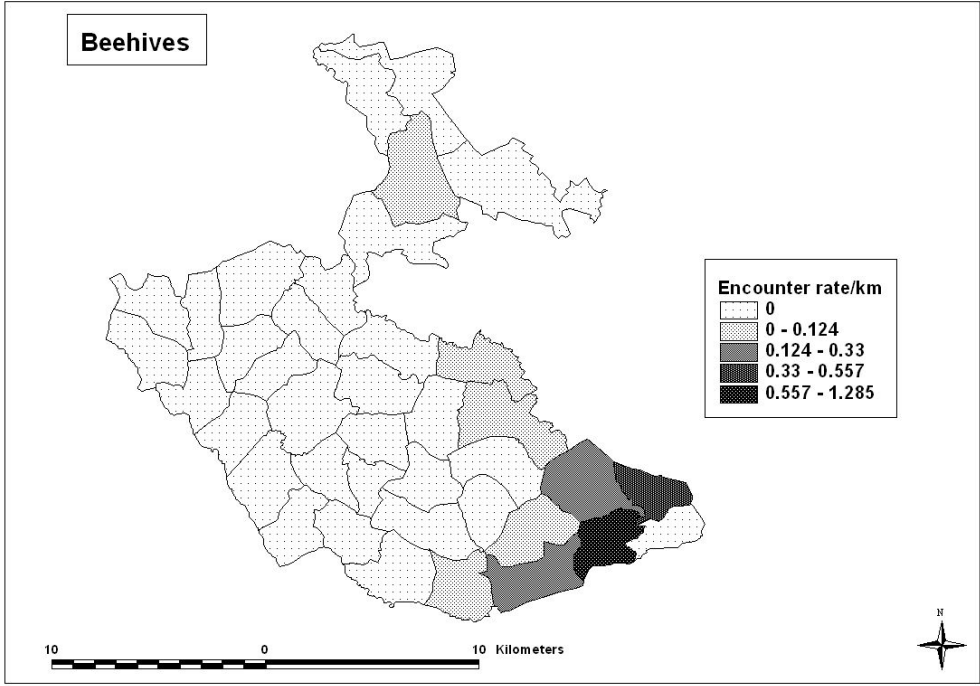 Beehives
Encounter rate/km
0
0 - 0.124
0.124 - 0.33
0.33 - 0.557
0.557 - 1.285
N
10 0 10 Kilometers